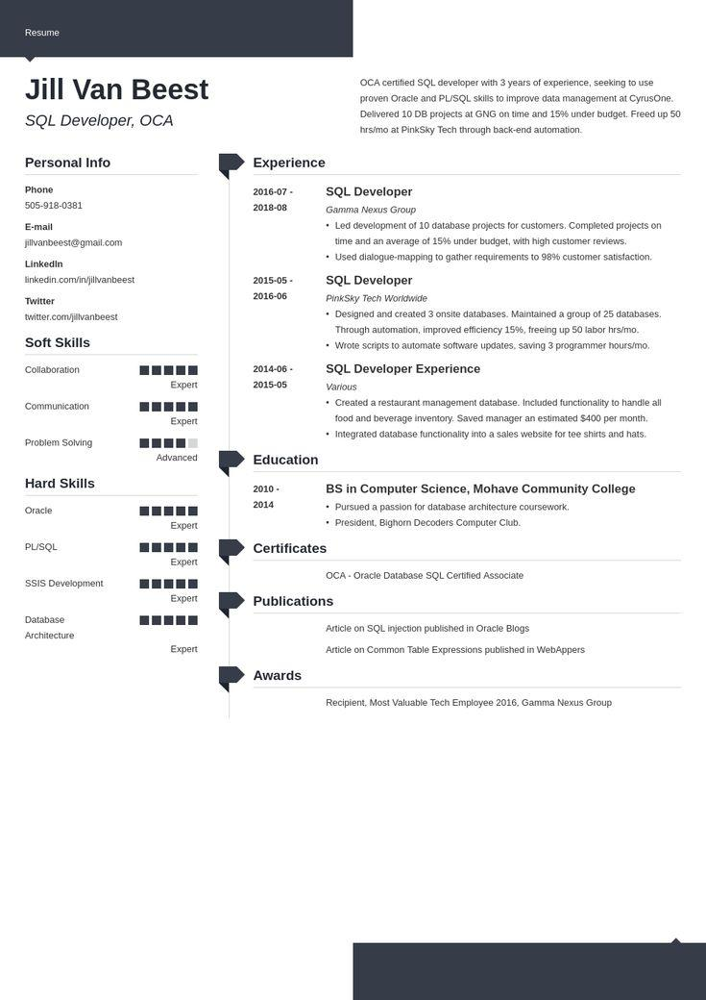 Resume
Jill Van Beest
SQL Developer, OCA
OCA certified SQL developer with 3 years of experience, seeking to use
proven Oracle and PL/SQL skills to improve data management at CyrusOne.
Delivered 10 DB projects at GNG on time and 15% under budget. Freed up 50
hrs/mo at PinkSky Tech through back-end automation.
Personal Info
Phone
505-918-0381
E-mail
jillvanbeest@gmail.com
LinkedIn
linkedin.com/in/jillvanbeest
Twitter
twitter.com/jillvanbeest
Soft Skills
Collaboration
Expert
Communication
Expert
Problem Solving
Advanced
Hard Skills
Oracle
Expert
PL/SQL
Expert
SSIS Development
Expert
Database
Architecture
Expert
Experience
2016-07 -
2018-08
SQL Developer
Gamma Nexus Group
• Led development of 10 database projects for customers. Completed projects on
time and an average of 15% under budget, with high customer reviews.
• Used dialogue-mapping to gather requirements to 98% customer satisfaction.
2015-05 -
2016-06
SQL Developer
PinkSky Tech Worldwide
• Designed and created 3 onsite databases. Maintained a group of 25 databases.
Through automation, improved efficiency 15%, freeing up 50 labor hrs/mo.
• Wrote scripts to automate software updates, saving 3 programmer hours/mo.
2014-06 -
2015-05
SQL Developer Experience
Various
• Created a restaurant management database. Included functionality to handle all
food and beverage inventory. Saved manager an estimated $400 per month.
• Integrated database functionality into a sales website for tee shirts and hats.
Education
2010 -
2014
BS in Computer Science, Mohave Community College
• Pursued a passion for database architecture coursework.
• President, Bighorn Decoders Computer Club.
Certificates
OCA - Oracle Database SQL Certified Associate
Publications
Article on SQL injection published in Oracle Blogs
Article on Common Table Expressions published in WebAppers
Awards
Recipient, Most Valuable Tech Employee 2016, Gamma Nexus Group